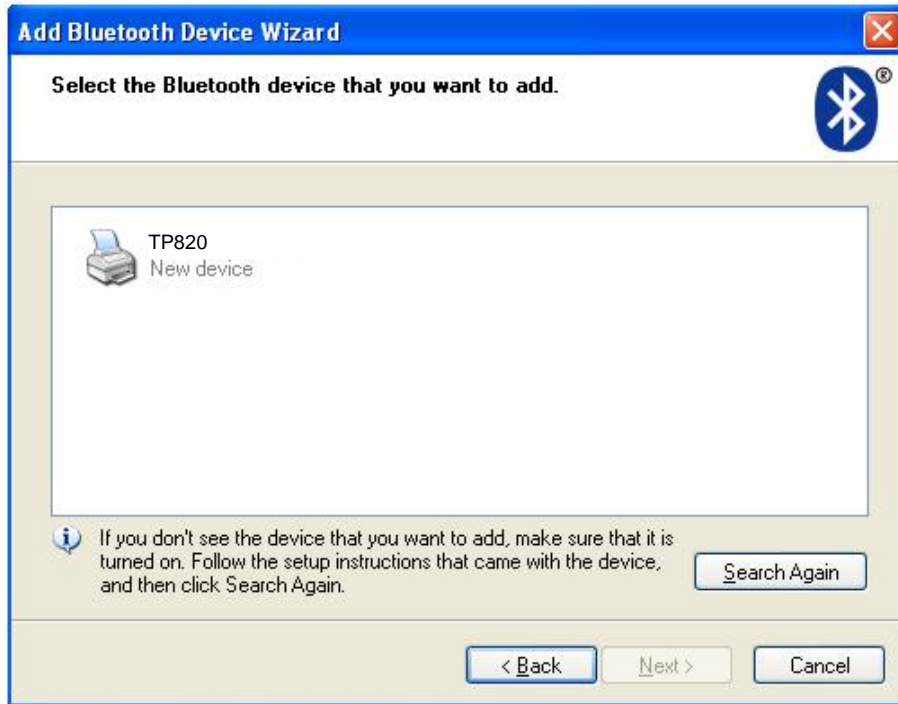 Add Bluetooth Device Wizard
Select the Bluetooth device that you want to add.
®
TP820
New device
If you don't see the device that you want to add, make sure that it is
turned on. Follow the setup instructions that came with the device,
and then click Search Again.
Search Again
< Back Next > Cancel